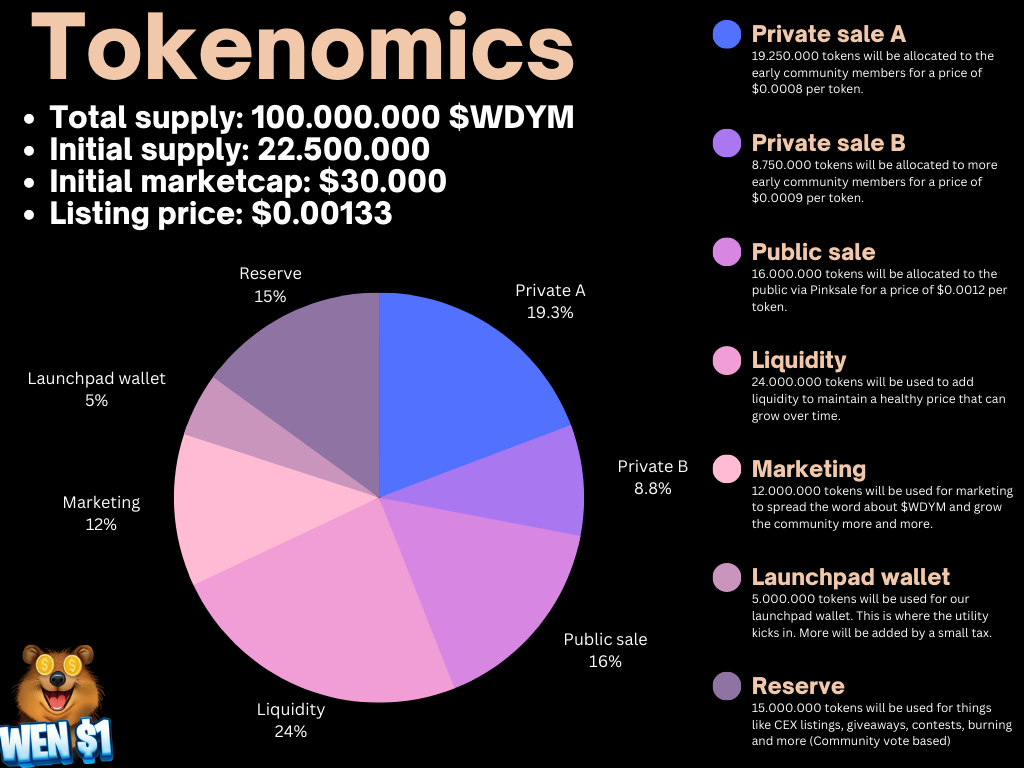 Tokenomics
• Total supply: 100.000.000 $WDYM
• Initial supply: 22.500.000
• Initial marketcap: $30.000
• Listing price: $0.00133
Reserve
15%
Private A
19.3%
Launchpad wallet
5%
Private B
8.8%
Marketing
12%
Public sale
16%
Liquidity
24%
WEN $1
Private sale A
19.250.000 tokens will be allocated to the
early community members for a price of
$0.0008 per token.
Private sale B
8.750.000 tokens will be allocated to more
early community members for a price of
$0.0009 per token.
Public sale
16.000.000 tokens will be allocated to the
public via Pinksale for a price of $0.0012 per
token.
Liquidity
24.000.000 tokens will be used to add
liquidity to maintain a healthy price that can
grow over time.
Marketing
12.000.000 tokens will be used for marketing
to spread the word about $WDYM and grow
the community more and more.
Launchpad wallet
5.000.000 tokens will be used for our
launchpad wallet. This is where the utility
kicks in. More will be added by a small tax.
Reserve
15.000.000 tokens will be used for things
like CEX listings, giveaways, contests, burning
and more (Community vote based)